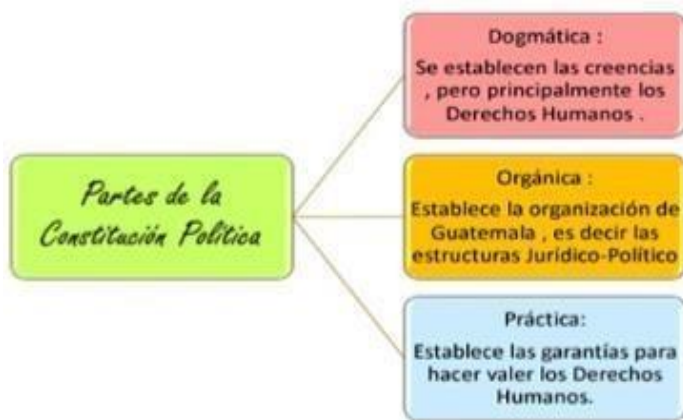 Partes de la
Constitución Política
Dogmática :
Se establecen las creencias
, pero principalmente los
Derechos Humanos .
Orgánica :
Establece la organización de
Guatemala , es decir las
estructuras Jurídico-Político
Práctica:
Establece las garantías para
hacer valer los Derechos
Humanos.